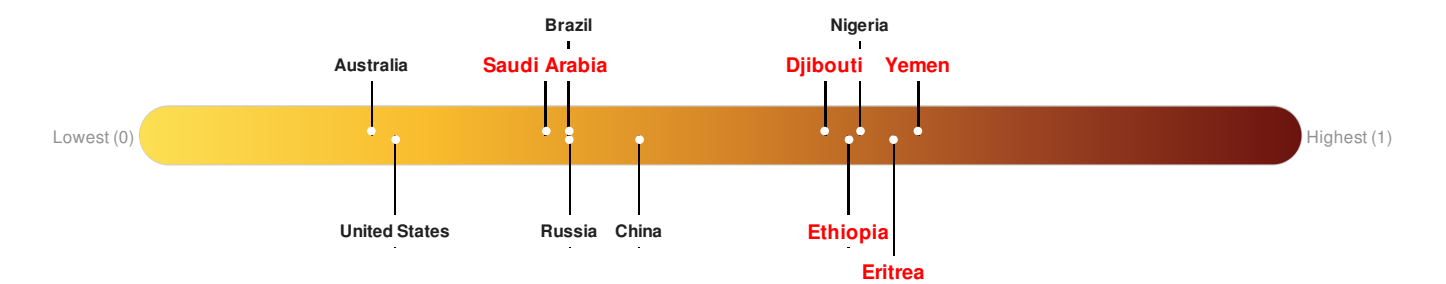 Brazil
Nigeria
Australia
Saudi Arabia
Djibouti
Yemen
Lowest (0)
Highest (1)
United States
Russia
China
Ethiopia
Eritrea